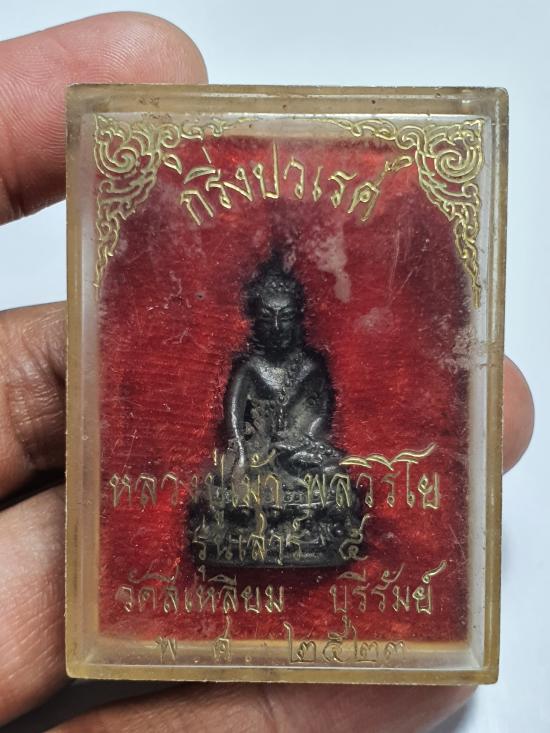 กริ่งปวเรศ
หลวงปู่เม้า พลวิริโย
รุ่นเสาร์ ๕
วัดสี่เหลี่ยม บุรีรัมย์
พ.ศ. ๒๕๒๓